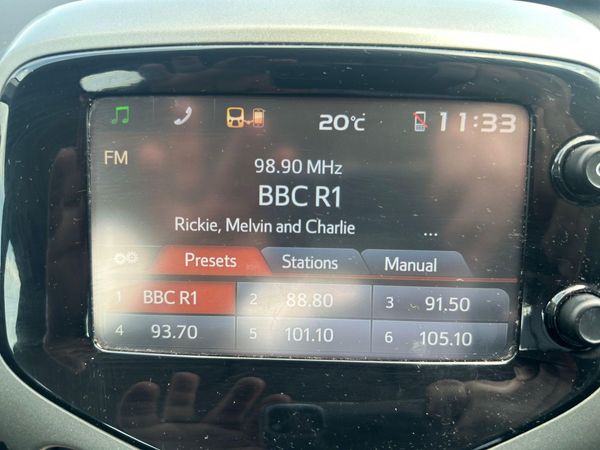 20°C 11:33
FM
98.90 MHz
BBC R1
Rickie, Melvin and Charlie ...
Presets Stations Manual
1 BBC R1 2 88.80 3 91.50
4 93.70 5 101.10 6 105.10